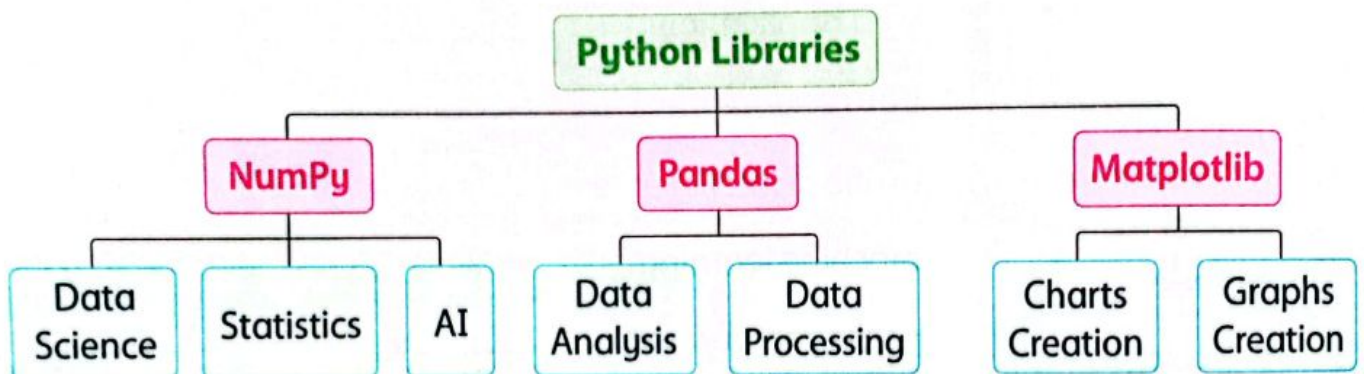 Python Libraries
NumPy
Pandas
Matplotlib
Data
Science
Statistics
AI
Data
Analysis
Data
Processing
Charts
Creation
Graphs
Creation